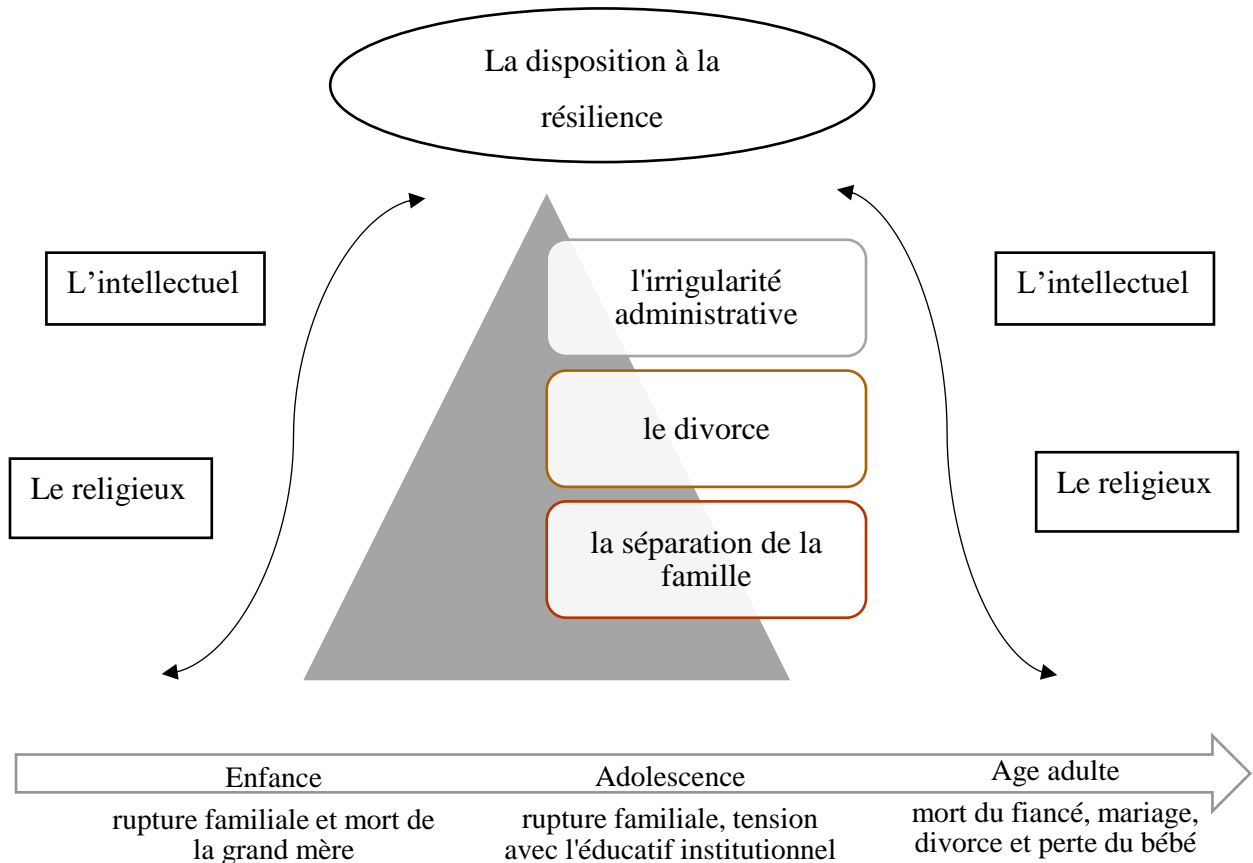 La disposition à la
résilience
L’intellectuel
l'irrigularité
administrative
L’intellectuel
le divorce
Le religieux
Le religieux
la séparation de la
famille
Enfance
Adolescence
Age adulte
rupture familiale et mort de
la grand mère
rupture familiale, tension
avec l'éducatif institutionnel
mort du fiancé, mariage,
divorce et perte du bébé